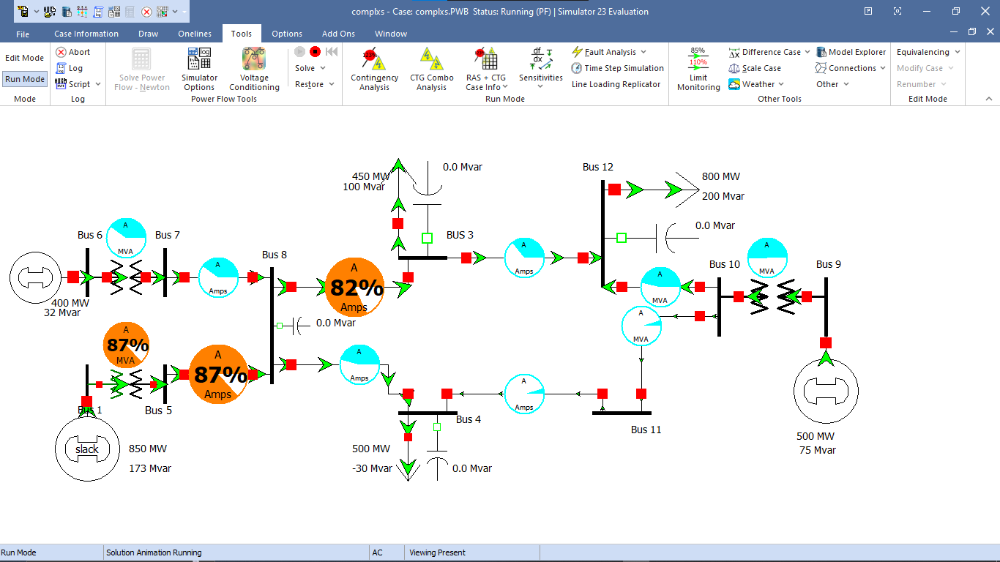 complxs - Case: complxs.PWB  Status: Running (PF) | Simulator 23 Evaluation
File Case Information Draw Onelines Tools Options Add Ons Window
Edit Mode
Run Mode
Mode
Abort
Log
Script
Log
Solve Power
Flow - Newton
Simulator
Options
Voltage
Conditioning
Solve
Restore
Power Flow Tools
Contingency
Analysis
CTG Combo
Analysis
RAS + CTG
Case Info
Sensitivities
Fault Analysis
Time Step Simulation
Line Loading Replicator
Run Mode
85%
110%
Limit
Monitoring
Difference Case
Scale Case
Weather
Model Explorer
Connections
Other
Other Tools
Equivalencing
Modify Case
Renumber
Edit Mode
450 MW
100 Mvar
0.0 Mvar
Bus 12
800 MW
200 Mvar
0.0 Mvar
Bus 6
A
MVA
Bus 7
BUS 3
Bus 8
A
Amps
A
82%
Amps
A
Amps
Bus 10
A
MVA
Bus 9
A
MVA
400 MW
32 Mvar
0.0 Mvar
A
MVA
A
87%
MVA
A
87%
Amps
A
Amps
A
Amps
Bus 1
Bus 5
Bus 4
Bus 11
slack
850 MW
173 Mvar
500 MW
-30 Mvar
0.0 Mvar
500 MW
75 Mvar
Run Mode Solution Animation Running AC Viewing Present